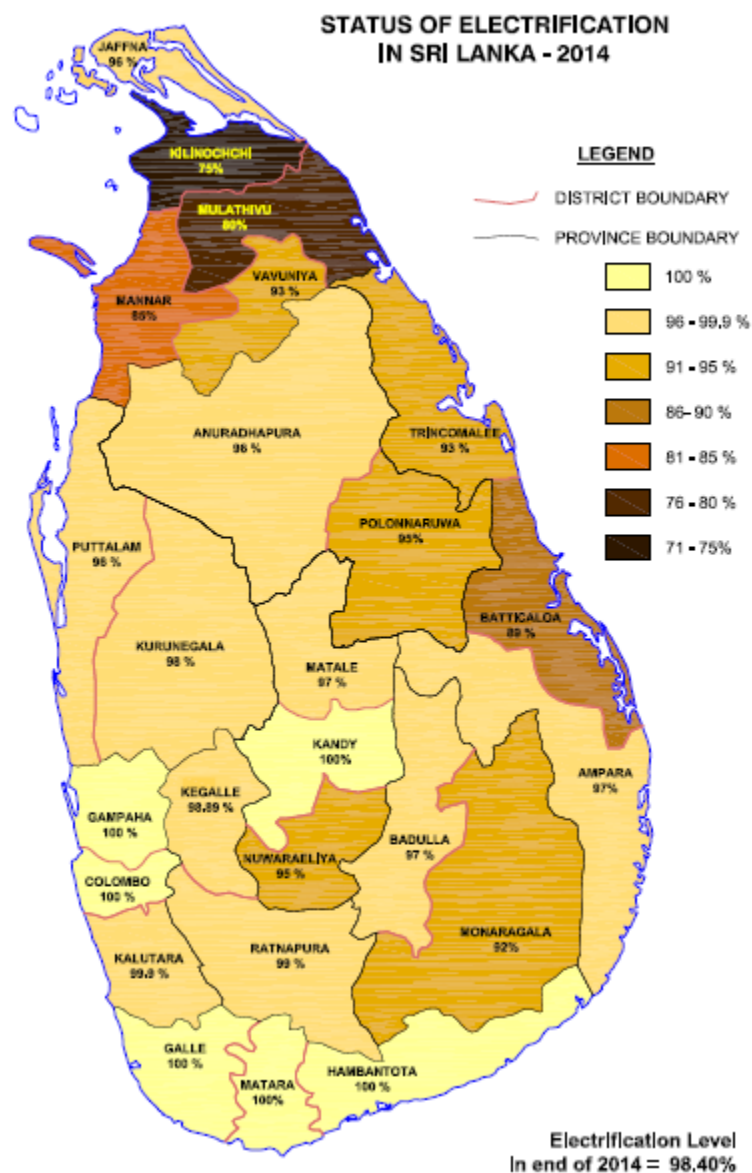 STATUS OF ELECTRIFICATION
IN SRI LANKA - 2014
JAFFNA
96 %
KILINOCHCHI
75%
LEGEND
DISTRICT BOUNDARY
PROVINCE BOUNDARY
100 %
96 - 99.9 %
91 - 95%
86- 90 %
81 - 85%
76 - 80 %
71 - 75%
MULATHIVU
80%
VAVUNIYA
93 %
MANNAR
85%
ANURADHAPURA
96 %
TRINCOMALEE
93 %
POLONNARUWA
95%
PUTTALAM
96 %
BATTICALOA
89 %
KURUNEGALA
98 %
MATALE
97 %
KANDY
100%
AMPARA
97%
KEGALLE
98.89 %
GAMPAHA
100 %
BADULLA
97 %
NUWARAELIYA
95 %
COLOMBO
100 %
MONARAGALA
92%
KALUTARA
99.9 %
RATNAPURA
99 %
GALLE
100 %
MATARA
100%
HAMBANTOTA
100 %
Electrification Level
In end of 2014 = 98.40%